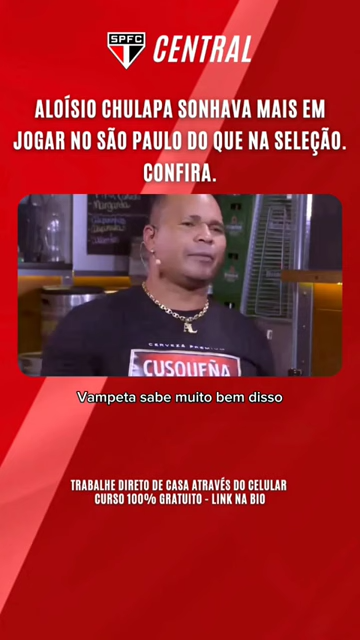 SPFC
CENTRAL
ALOÍSIO CHULAPA SONHAVA MAIS EM
JOGAR NO SÃO PAULO DO QUE NA SELEÇÃO.
CONFIRA.
CUSQUEÑA
Vampeta sabe muito bem disso
TRABALHE DIRETO DE CASA ATRAVÉS DO CELULAR
CURSO 100% GRATUITO - LINK NA BIO